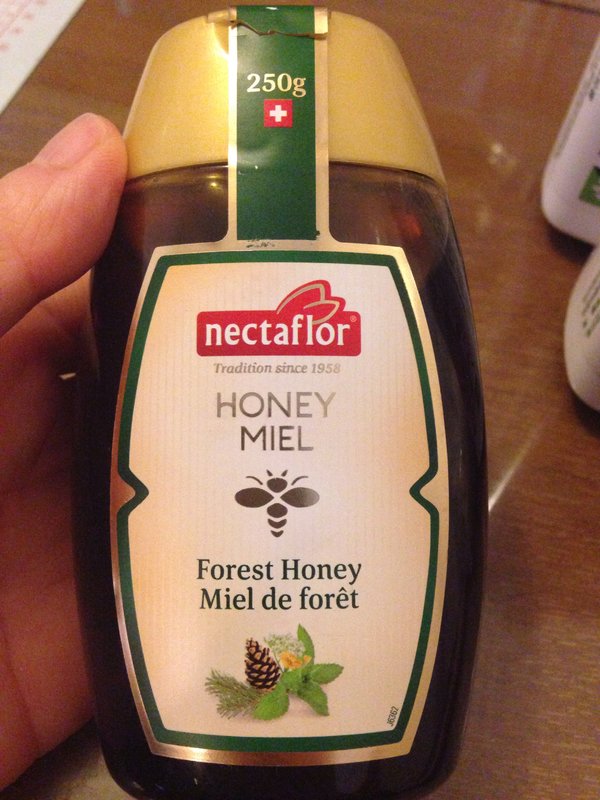 250g
nectaflor®
Tradition since 1958
HONEY
MIEL
Forest Honey
Miel de forêt